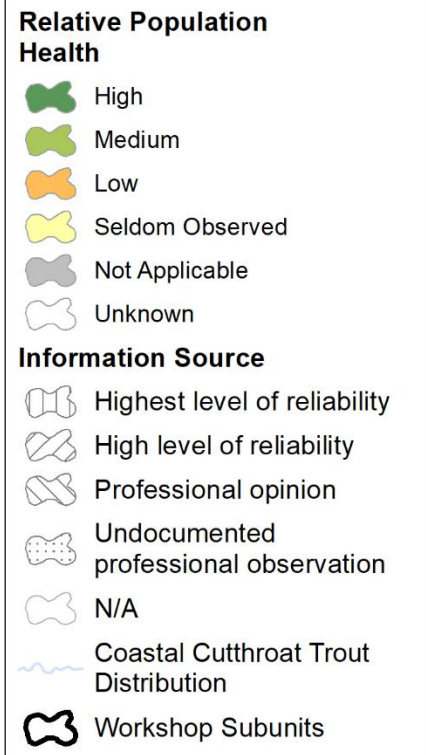 Relative Population
Health
High
Medium
Low
Seldom Observed
Not Applicable
Unknown
Information Source
Highest level of reliability
High level of reliability
Professional opinion
Undocumented
professional observation
N/A
Coastal Cutthroat Trout
Distribution
Workshop Subunits